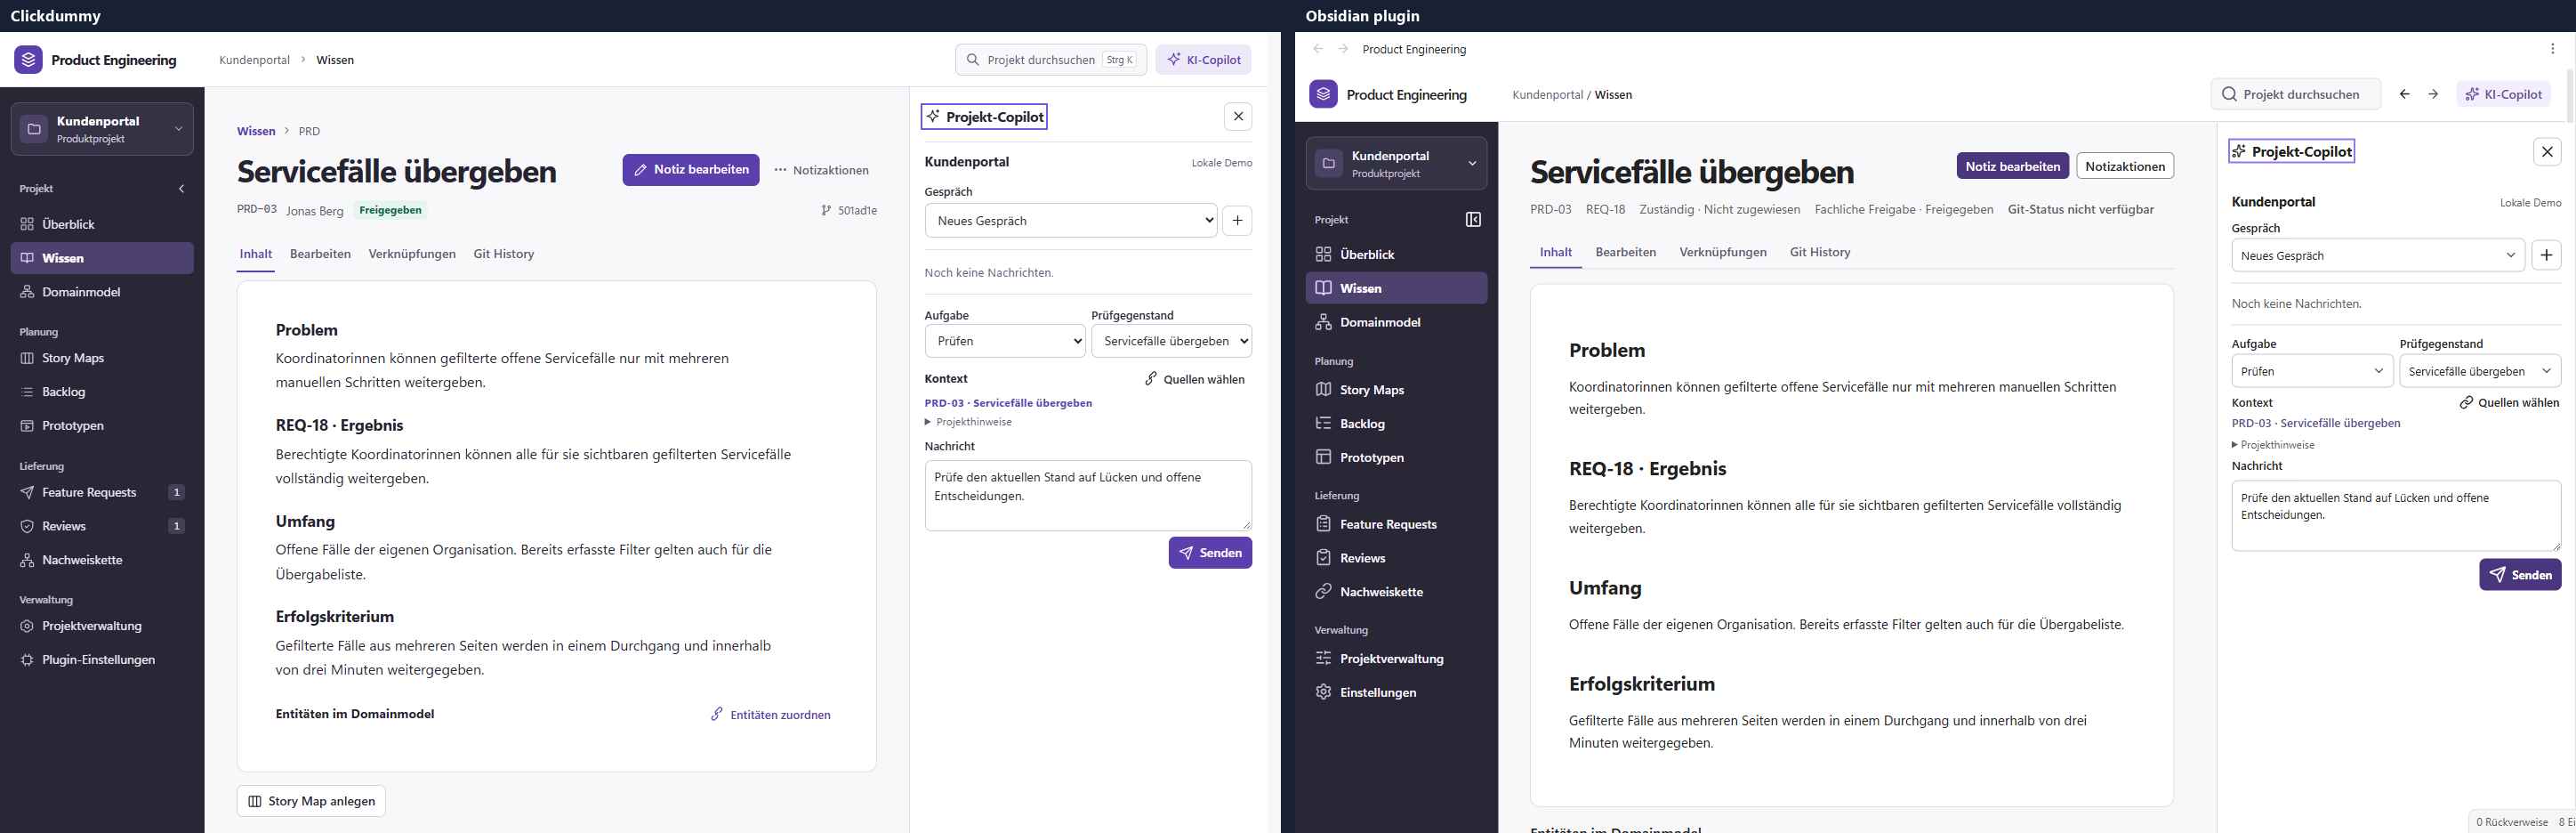 Clickdummy
Product Engineering
Kundenportal › Wissen
Projekt durchsuchen Strg K
KI-Copilot
Kundenportal
Produktprojekt
Projekt
Überblick
Wissen
Domainmodel
Planung
Story Maps
Backlog
Prototypen
Lieferung
Feature Requests 1
Reviews 1
Nachweiskette
Verwaltung
Projektverwaltung
Plugin-Einstellungen
Wissen › PRD
Servicefälle übergeben
Notiz bearbeiten
··· Notizaktionen
PRD-03 Jonas Berg Freigegeben
501ad1e
Inhalt Bearbeiten Verknüpfungen Git History
Problem
Koordinatorinnen können gefilterte offene Servicefälle nur mit mehreren
manuellen Schritten weitergeben.
REQ-18 · Ergebnis
Berechtigte Koordinatorinnen können alle für sie sichtbaren gefilterten Servicefälle
vollständig weitergeben.
Umfang
Offene Fälle der eigenen Organisation. Bereits erfasste Filter gelten auch für die
Übergabeliste.
Erfolgskriterium
Gefilterte Fälle aus mehreren Seiten werden in einem Durchgang und innerhalb
von drei Minuten weitergegeben.
Entitäten im Domainmodel
Entitäten zuordnen
Story Map anlegen
Projekt-Copilot
Kundenportal
Lokale Demo
Gespräch
Neues Gespräch
Noch keine Nachrichten.
Aufgabe Prüfgegenstand
Prüfen Servicefälle übergeben
Kontext Quellen wählen
PRD-03 · Servicefälle übergeben
Projekthinweise
Nachricht
Prüfe den aktuellen Stand auf Lücken und offene
Entscheidungen.
Senden
Obsidian plugin
Product Engineering
Product Engineering
Kundenportal / Wissen
Projekt durchsuchen
KI-Copilot
Kundenportal
Produktprojekt
Projekt
Überblick
Wissen
Domainmodel
Planung
Story Maps
Backlog
Prototypen
Lieferung
Feature Requests
Reviews
Nachweiskette
Verwaltung
Projektverwaltung
Einstellungen
Servicefälle übergeben
Notiz bearbeiten
Notizaktionen
PRD-03 REQ-18 Zuständig · Nicht zugewiesen Fachliche Freigabe · Freigegeben Git-Status nicht verfügbar
Inhalt Bearbeiten Verknüpfungen Git History
Problem
Koordinatorinnen können gefilterte offene Servicefälle nur mit mehreren manuellen Schritten
weitergeben.
REQ-18 · Ergebnis
Berechtigte Koordinatorinnen können alle für sie sichtbaren gefilterten Servicefälle vollständig
weitergeben.
Umfang
Offene Fälle der eigenen Organisation. Bereits erfasste Filter gelten auch für die Übergabeliste.
Erfolgskriterium
Gefilterte Fälle aus mehreren Seiten werden in einem Durchgang und innerhalb von drei
Minuten weitergegeben.
Entitäten im Domainmodel
Projekt-Copilot
Kundenportal
Lokale Demo
Gespräch
Neues Gespräch
Noch keine Nachrichten.
Aufgabe Prüfgegenstand
Prüfen Servicefälle übergeben
Kontext Quellen wählen
PRD-03 · Servicefälle übergeben
Projekthinweise
Nachricht
Prüfe den aktuellen Stand auf Lücken und offene
Entscheidungen.
Senden
0 Rückverweise 8